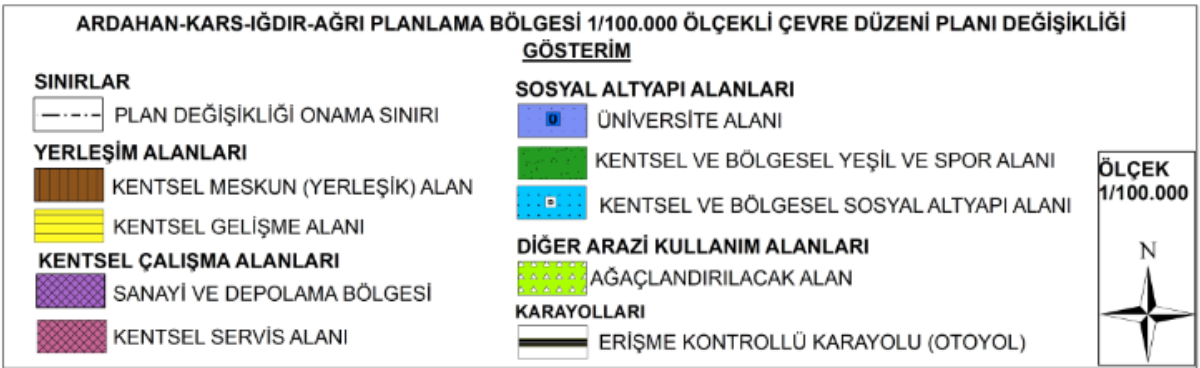 ARDAHAN-KARS-IĞDIR-AĞRI PLANLAMA BÖLGESİ 1/100.000 ÖLÇEKLİ ÇEVRE DÜZENİ PLANI DEĞİŞİKLİĞİ
GÖSTERİM
SINIRLAR
PLAN DEĞİŞİKLİĞİ ONAMA SINIRI
YERLEŞİM ALANLARI
KENTSEL MESKUN (YERLEŞİK) ALAN
KENTSEL GELİŞME ALANI
KENTSEL ÇALIŞMA ALANLARI
SANAYİ VE DEPOLAMA BÖLGESİ
KENTSEL SERVİS ALANI
SOSYAL ALTYAPI ALANLARI
ÜNİVERSİTE ALANI
KENTSEL VE BÖLGESEL YEŞİL VE SPOR ALANI
KENTSEL VE BÖLGESEL SOSYAL ALTYAPI ALANI
DİĞER ARAZİ KULLANIM ALANLARI
AĞAÇLANDIRILACAK ALAN
KARAYOLLARI
ERİŞME KONTROLLÜ KARAYOLU (OTOYOL)
ÖLÇEK
1/100.000
N